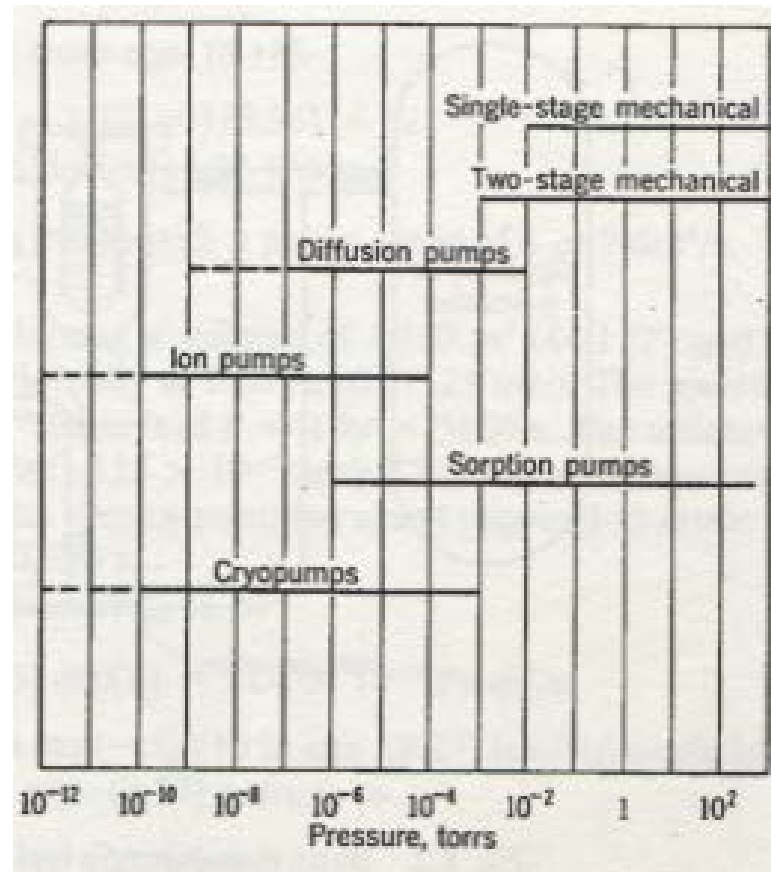 Single-stage mechanical
Two-stage mechanical
Diffusion pumps
Ion pumps
Sorption pumps
Cryopumps
10⁻¹² 10⁻¹⁰ 10⁻⁸ 10⁻⁶ 10⁻⁴ 10⁻² 1 10²
Pressure, torrs